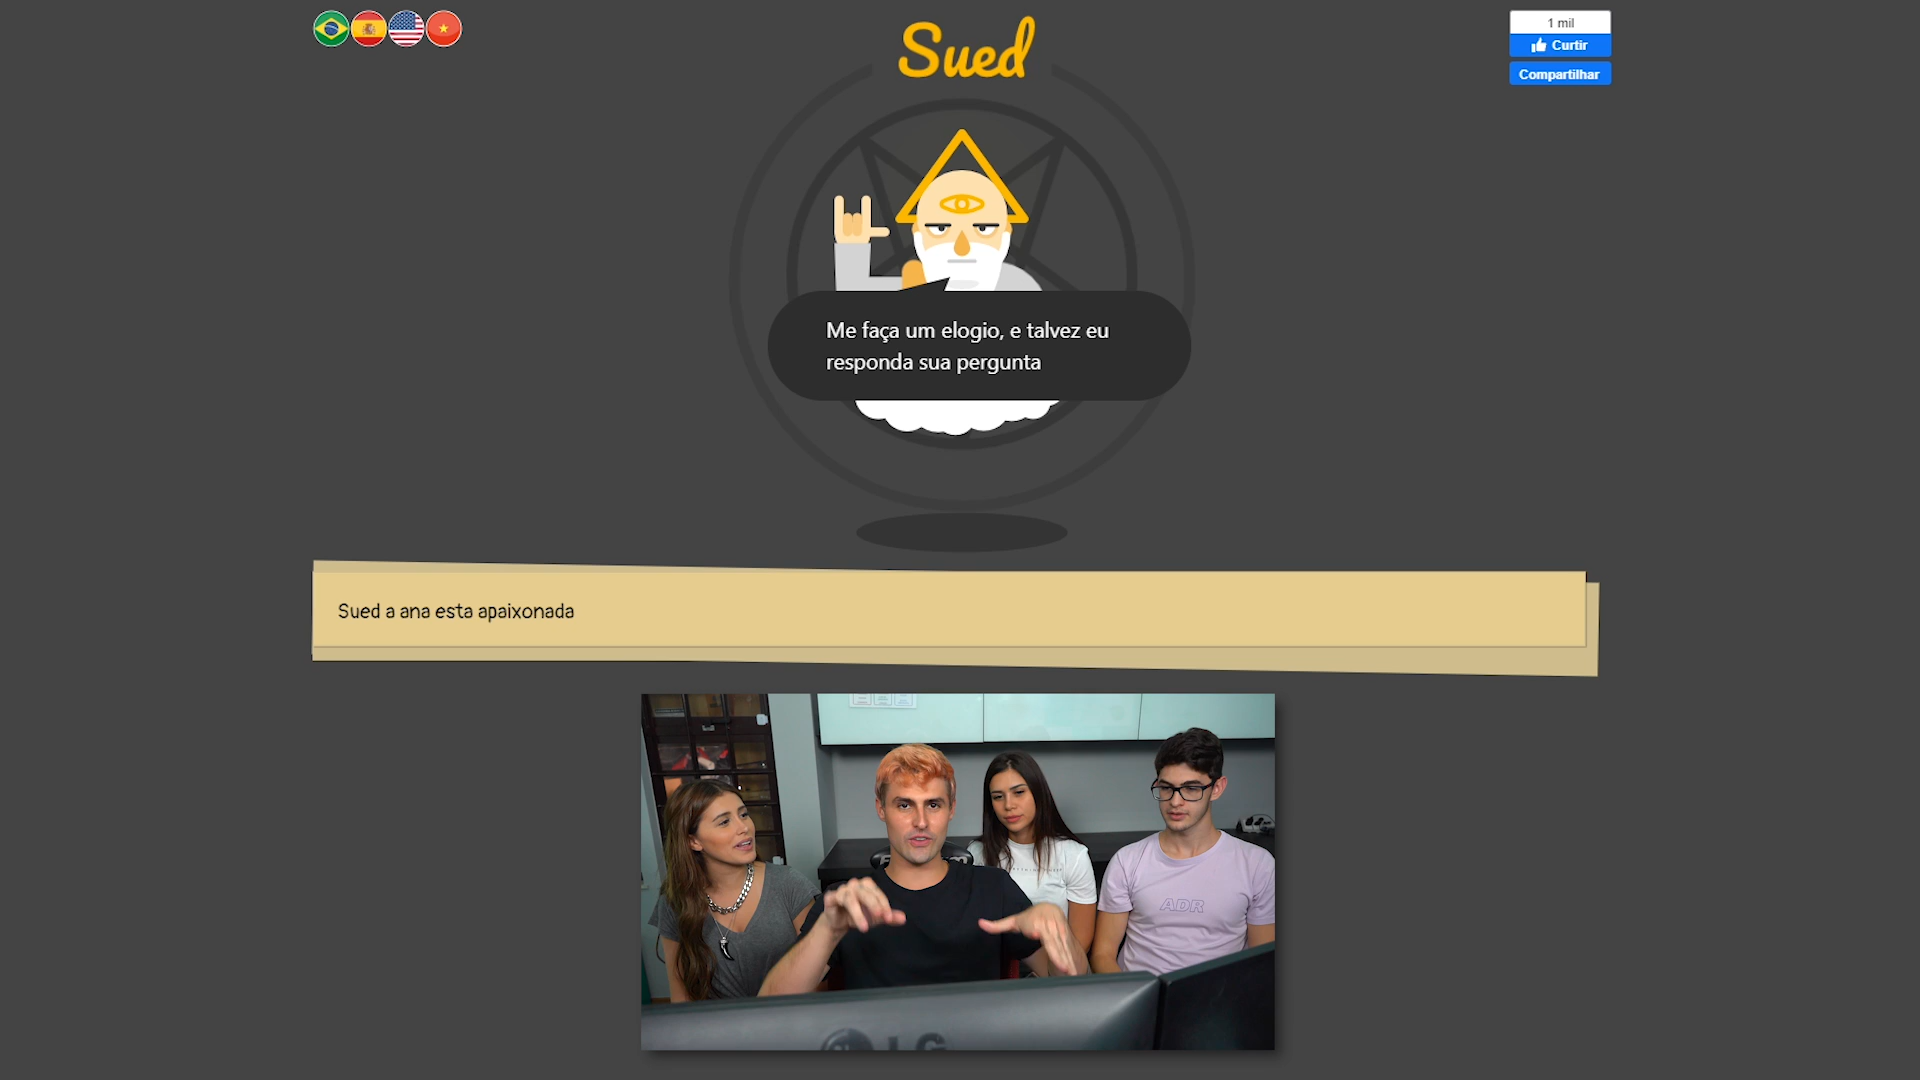 Sued
1 mil
Curtir
Compartilhar
Me faça um elogio, e talvez eu
responda sua pergunta
Sued a ana esta apaixonada
ADR
LG